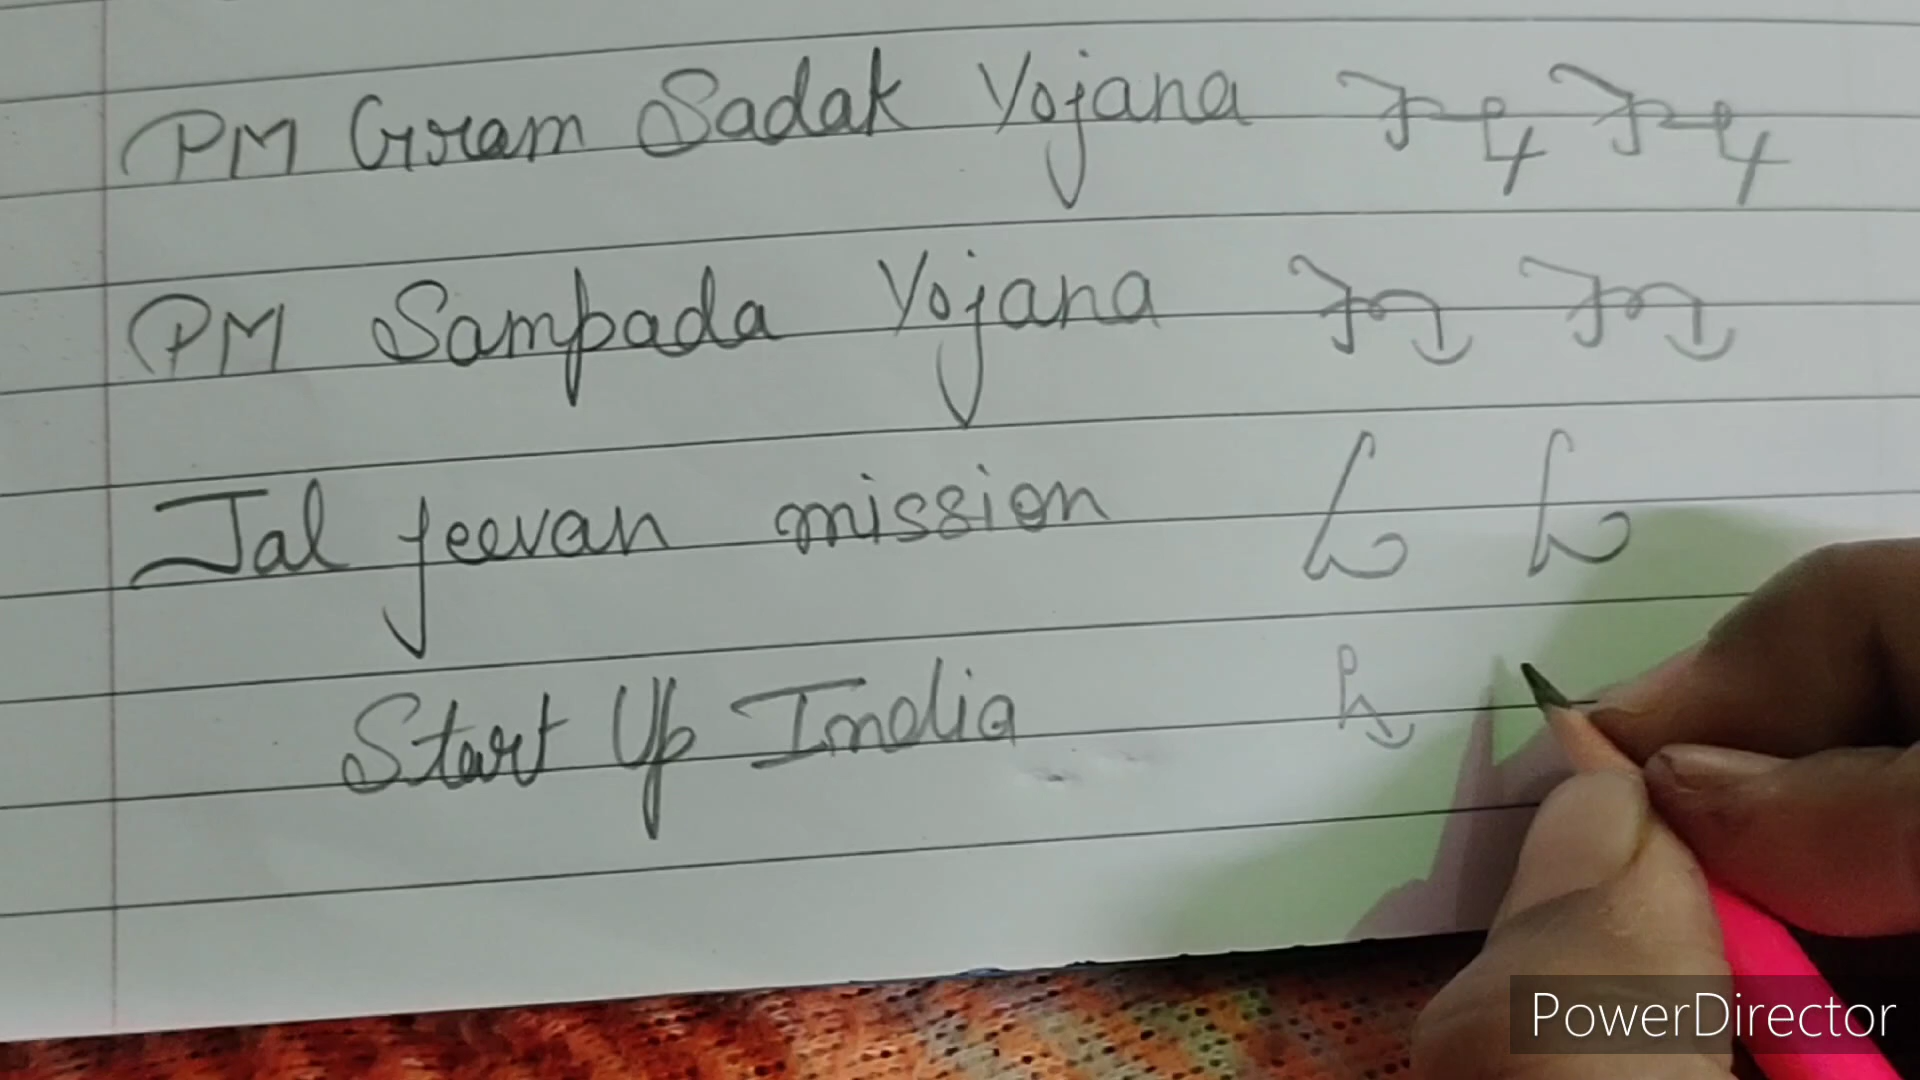 PM Gram Sadak Yojana
PM Sampada Yojana
Jal jeevan mission
Start Up India
PowerDirector